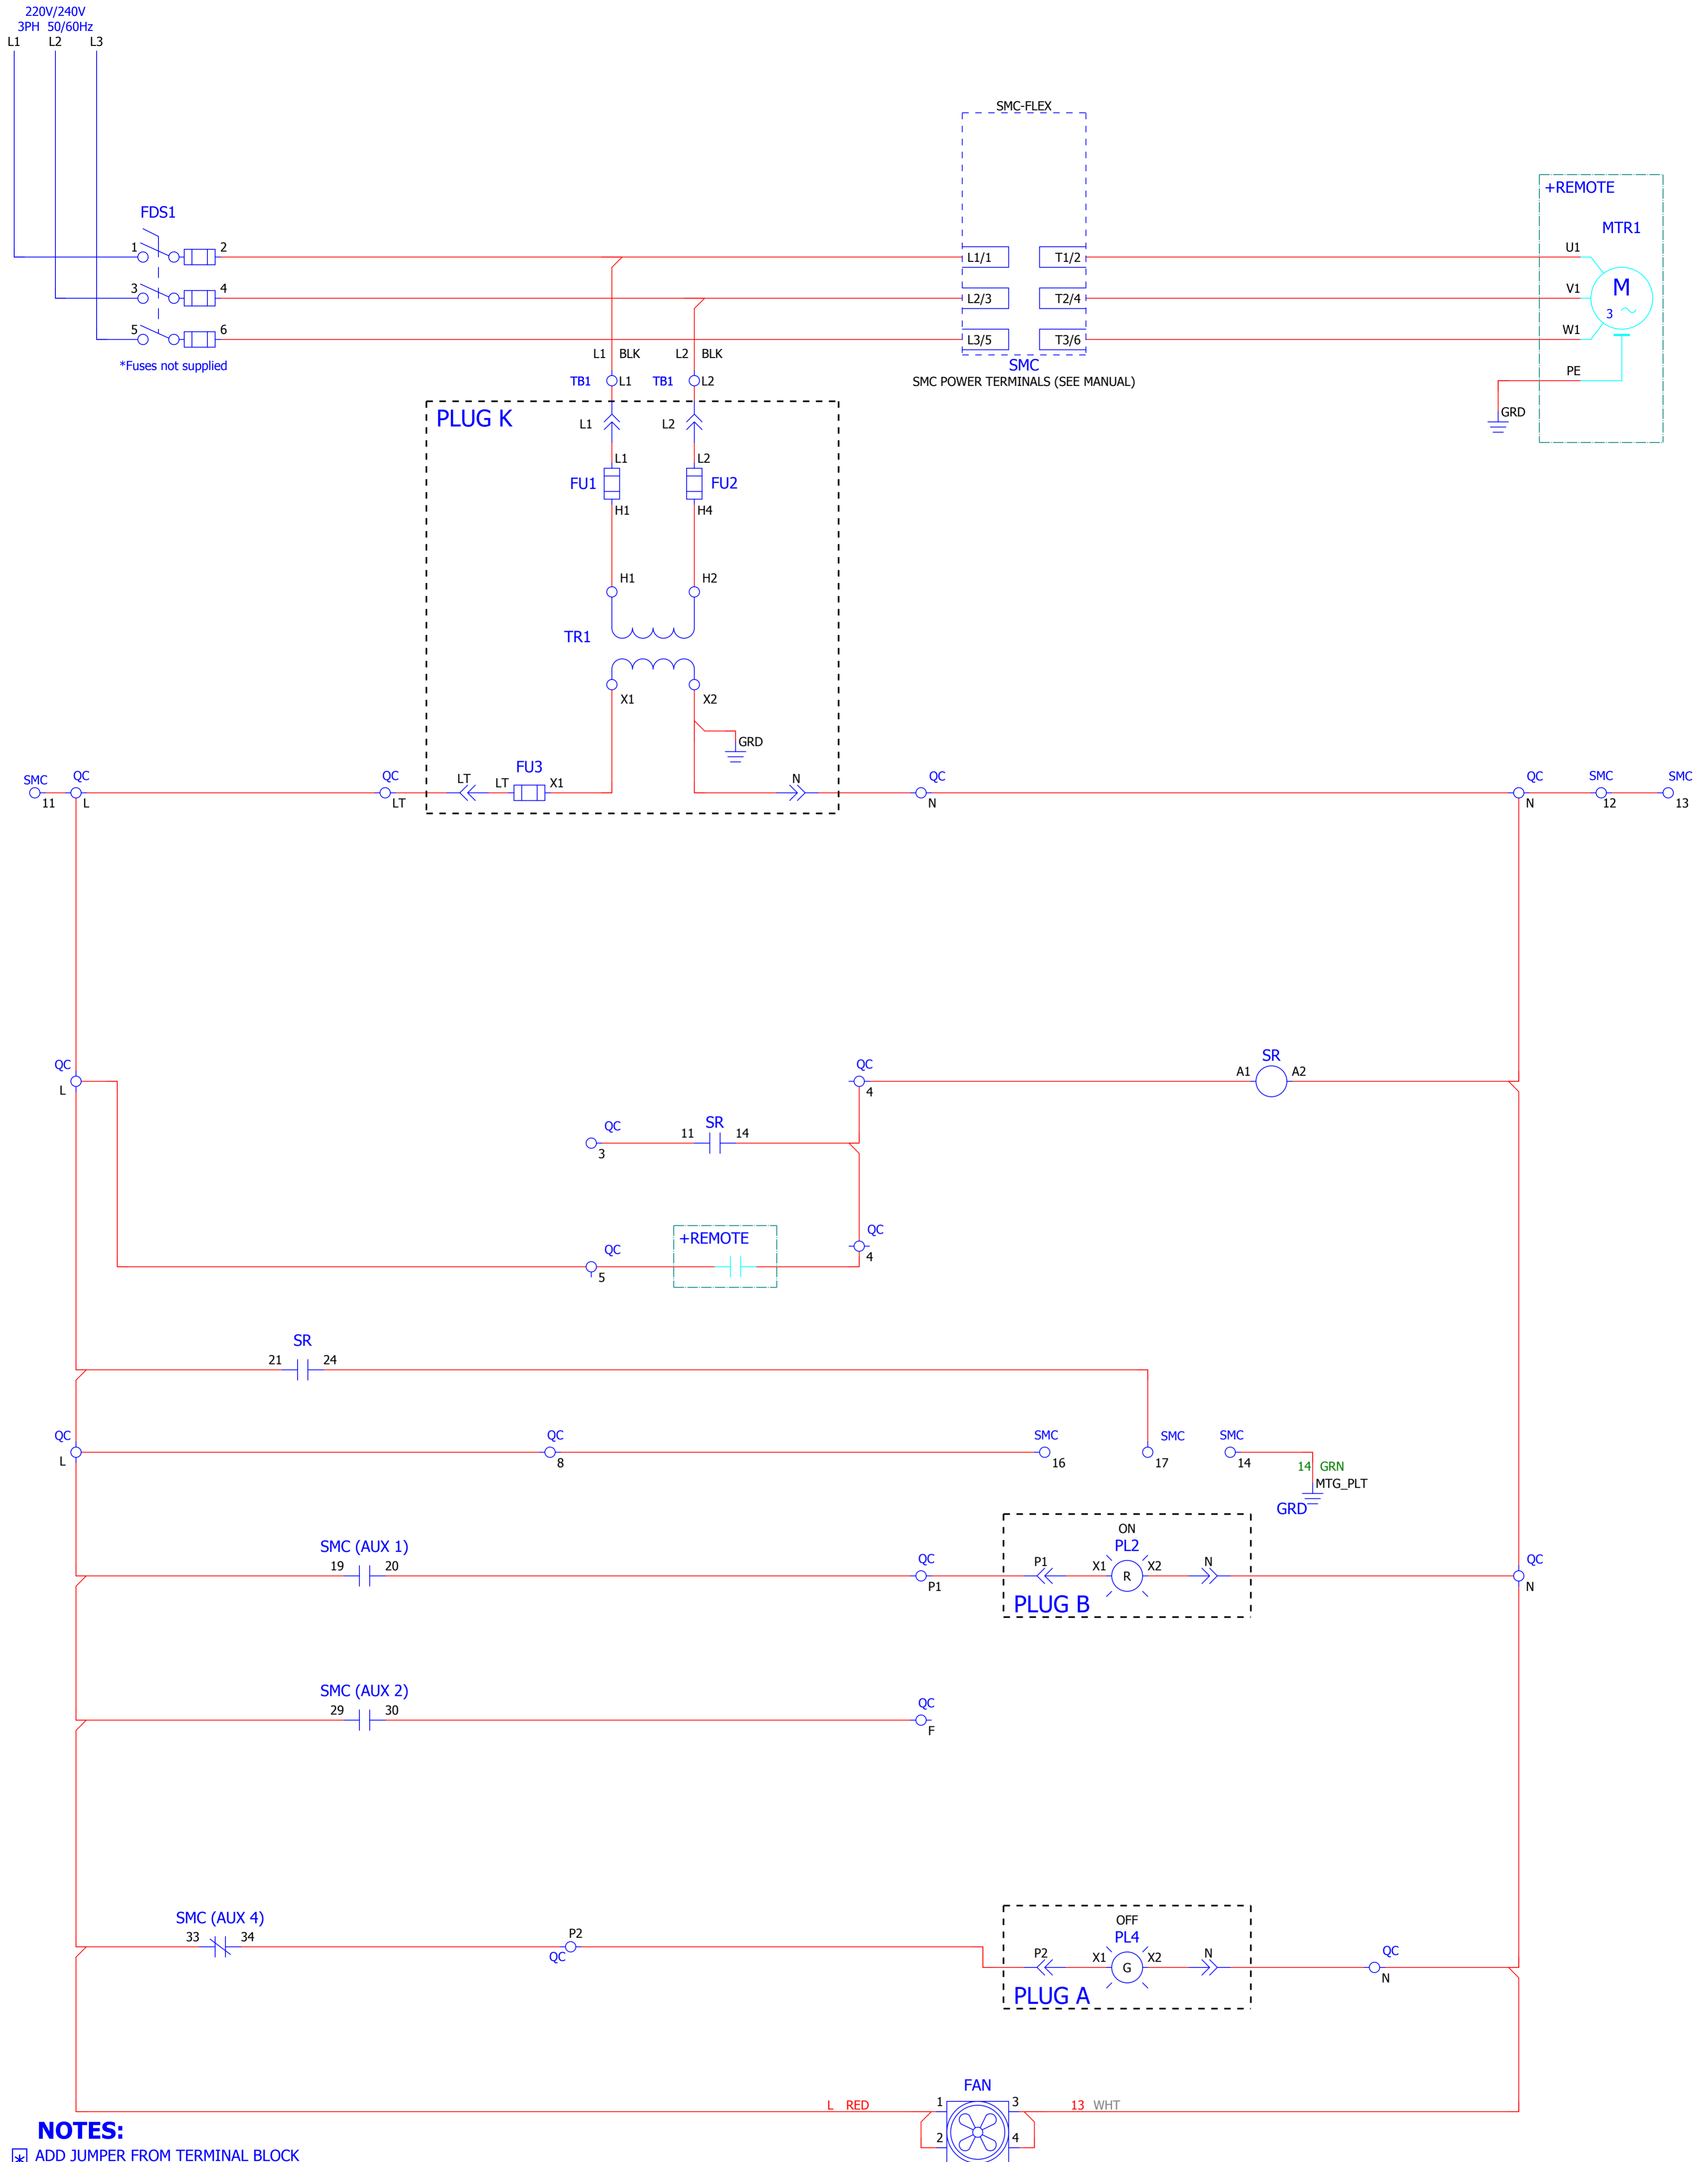 220V/240V
3PH 50/60Hz
L1 L2 L3
SMC-FLEX
+REMOTE
FDS1
MTR1
1 2 L1/1 T1/2 U1
3 4 L2/3 T2/4 V1 M
3
5 6 L3/5 T3/6 W1
L1 BLK L2 BLK
*Fuses not supplied
SMC
PE
TB1 L1 TB1 L2
SMC POWER TERMINALS (SEE MANUAL)
GRD
PLUG K
L1 L2
L1 L2
FU1 FU2
H1 H4
H1 H2
TR1
X1 X2
GRD
FU3
SMC QC QC LT LT X1 N QC QC SMC SMC
11 L LT N N 12 13
QC QC SR
A1 A2
L 4
SR
QC 11 14
3
QC
+REMOTE
QC 4
5
SR
21 24
QC QC SMC SMC SMC
L 8 16 17 14
14 GRN
MTG_PLT
GRD
ON
SMC (AUX 1) PL2
19 20 QC P1 X1 X2 N QC
R
P1 N
PLUG B
SMC (AUX 2)
29 30 QC
F
SMC (AUX 4) OFF
33 34 P2 PL4
QC P2 X1 X2 N QC
G
N
PLUG A
FAN
L RED 1 3 13 WHT
2 4
NOTES:
* ADD JUMPER FROM TERMINAL BLOCK